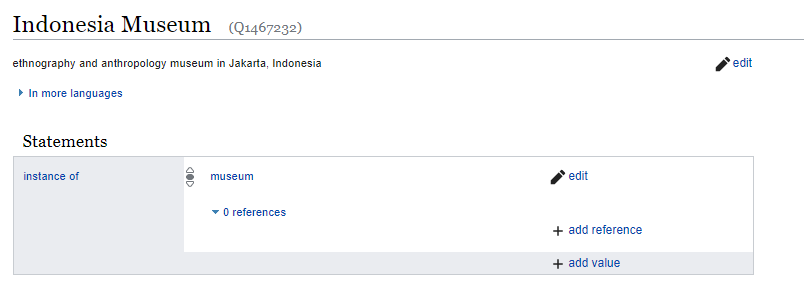 Indonesia Museum (Q1467232)
ethnography and anthropology museum in Jakarta, Indonesia edit
In more languages
Statements
instance of museum edit
0 references
+ add reference
+ add value